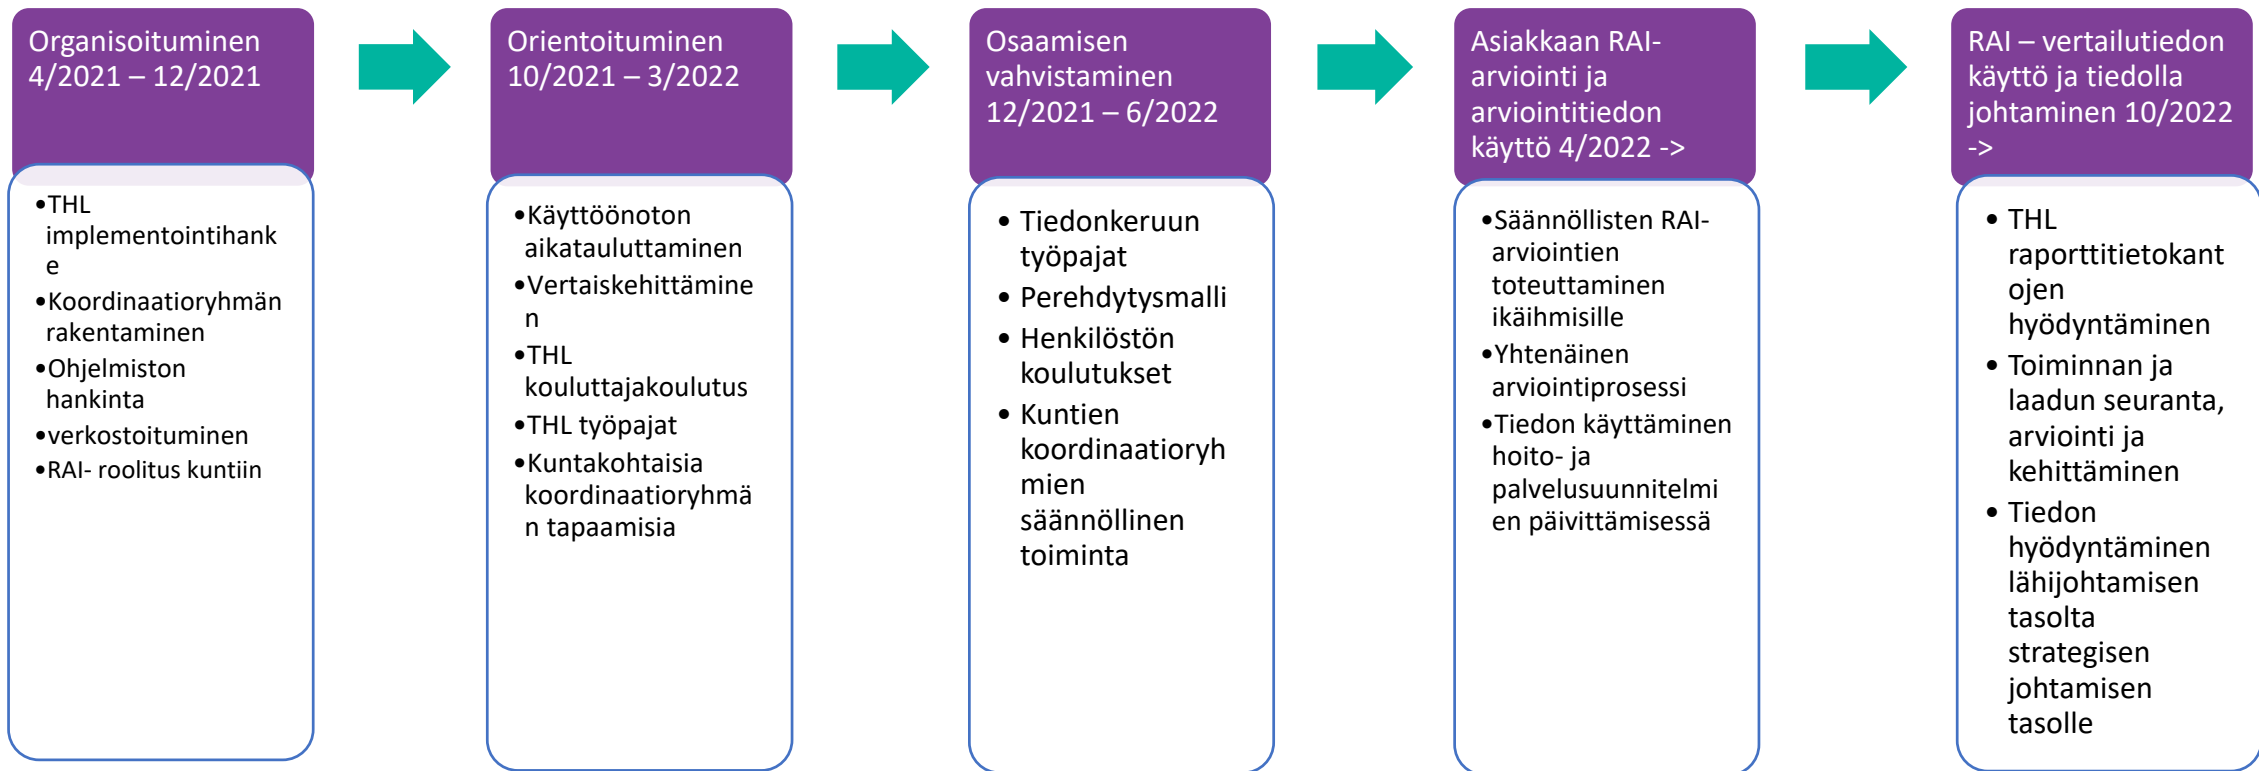 Organisoituminen
4/2021 – 12/2021
•THL
implementointihank
e
•Koordinaatioryhmän
rakentaminen
•Ohjelmiston
hankinta
•verkostoituminen
•RAI- roolitus kuntiin
Orientoituminen
10/2021 – 3/2022
•Käyttöönoton
aikatauluttaminen
•Vertaiskehittämine
n
•THL
kouluttajakoulutus
•THL työpajat
•Kuntakohtaisia
koordinaatioryhmä
n tapaamisia
Osaamisen
vahvistaminen
12/2021 – 6/2022
• Tiedonkeruun
työpajat
• Perehdytysmalli
• Henkilöstön
koulutukset
• Kuntien
koordinaatioryh
mien
säännöllinen
toiminta
Asiakkaan RAI-
arviointi ja
arviointitiedon
käyttö 4/2022 ->
•Säännöllisten RAI-
arviointien
toteuttaminen
ikäihmisille
•Yhtenäinen
arviointiprosessi
•Tiedon käyttäminen
hoito- ja
palvelusuunnitelmi
en päivittämisessä
RAI – vertailutiedon
käyttö ja tiedolla
johtaminen 10/2022
->
• THL
raporttitietokant
ojen
hyödyntäminen
• Toiminnan ja
laadun seuranta,
arviointi ja
kehittäminen
• Tiedon
hyödyntäminen
lähijohtamisen
tasolta
strategisen
johtamisen
tasolle